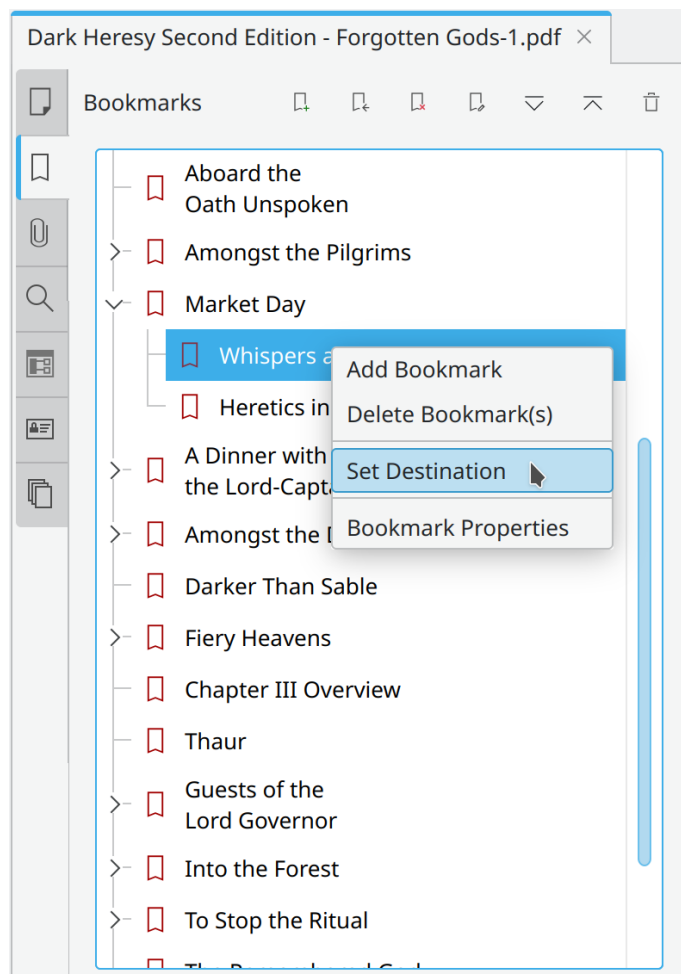 Dark Heresy Second Edition - Forgotten Gods-1.pdf
Bookmarks
Aboard the
Oath Unspoken
Amongst the Pilgrims
Market Day
Whispers
Add Bookmark
Delete Bookmark(s)
Heretics in
A Dinner with
the Lord-Capt
Set Destination
Amongst the
Bookmark Properties
Darker Than Sable
Fiery Heavens
Chapter III Overview
Thaur
Guests of the
Lord Governor
Into the Forest
To Stop the Ritual